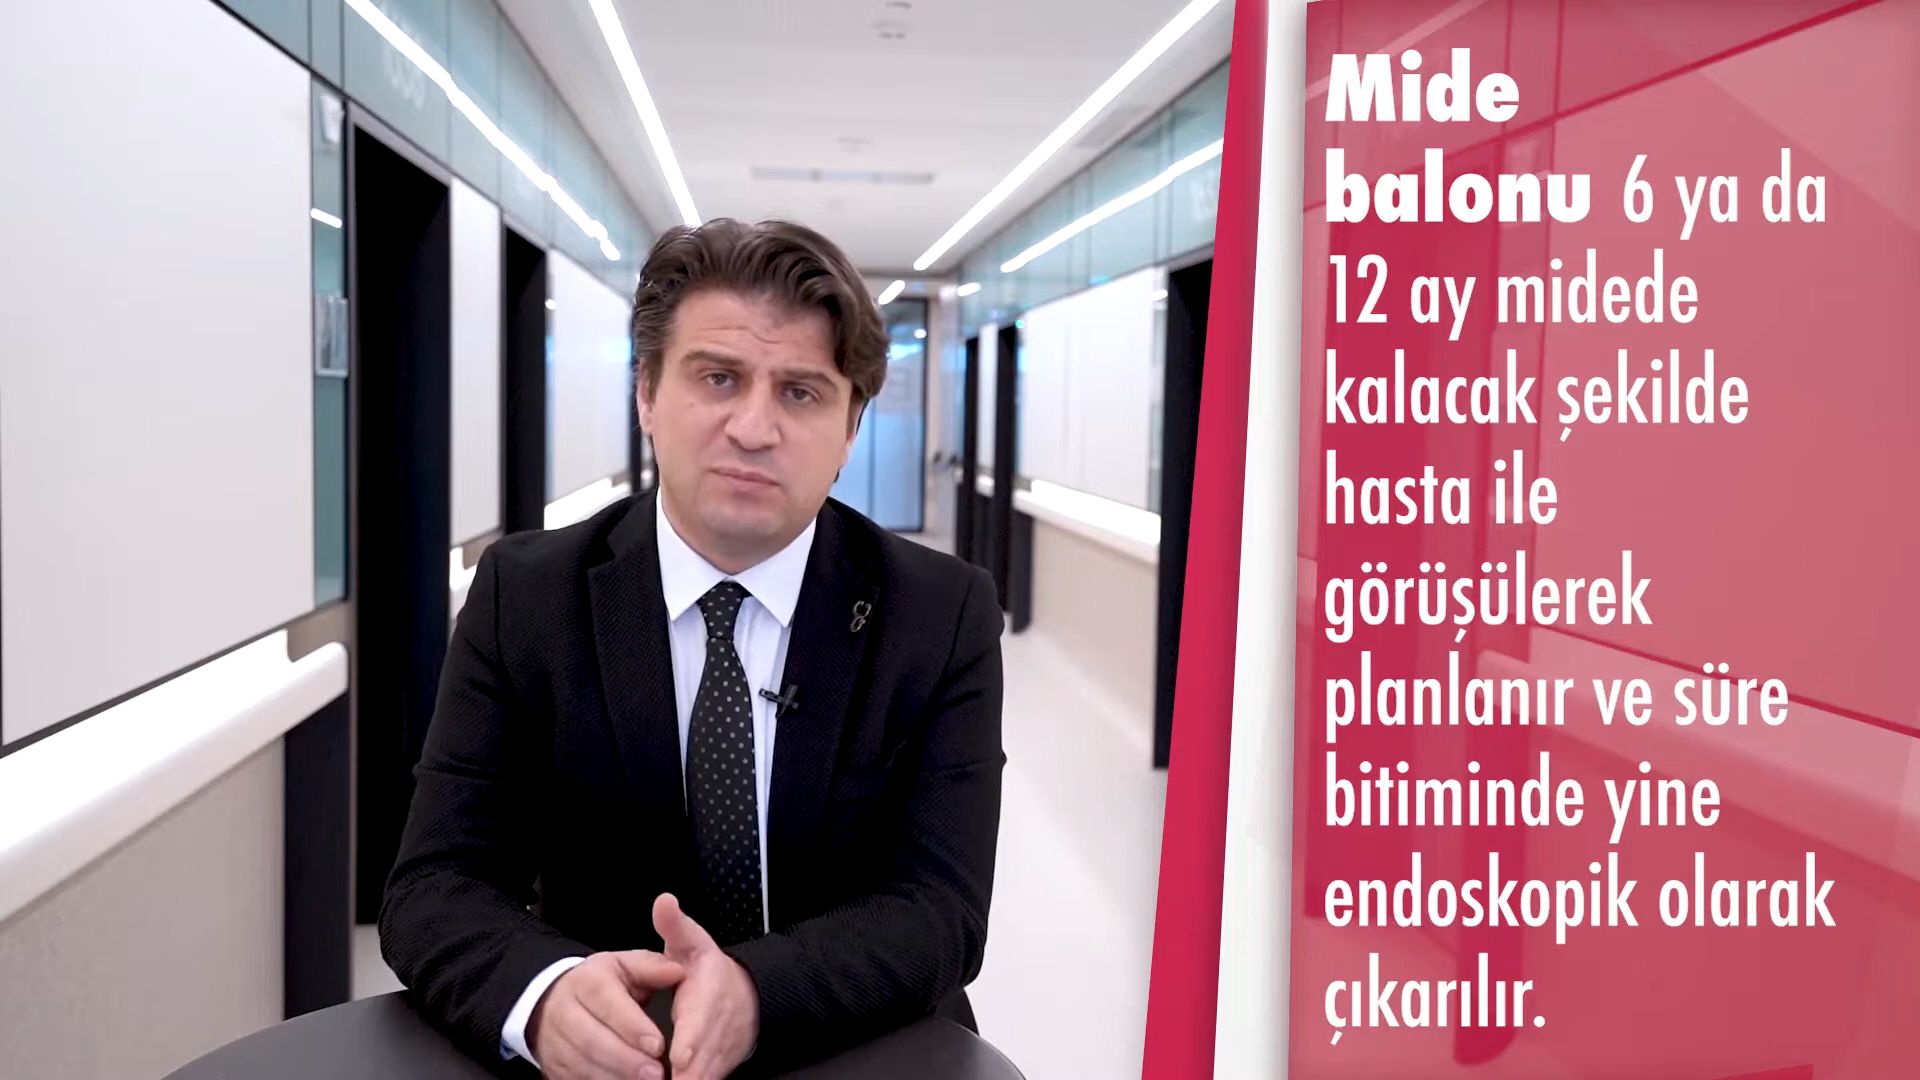 Mide
balonu 6 ya da
12 ay midede
kalacak şekilde
hasta ile
görüşülerek
planlanır ve süre
bitiminde yine
endoskopik olarak
çıkarılır.